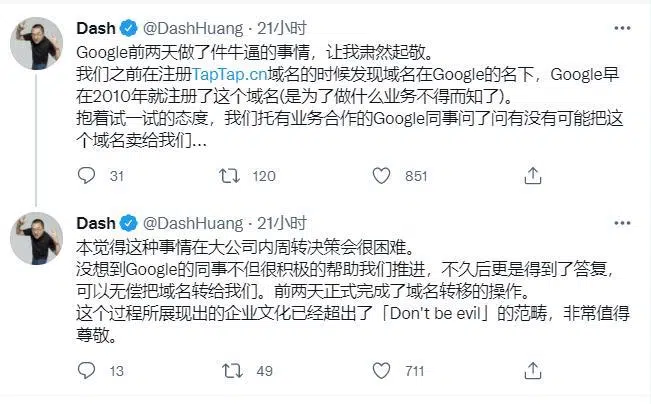 Dash @DashHuang · 21小时
Google前两天做了件牛逼的事情，让我肃然起敬。
我们之前在注册TapTap.cn域名的时候发现域名在Google的名下，Google早
在2010年就注册了这个域名(是为了做什么业务不得而知了)。
抱着试一试的态度，我们托有业务合作的Google同事问了问有没有可能把这
个域名卖给我们...
31 120 851
Dash @DashHuang · 21小时
本觉得这种事情在大公司内周转决策会很困难。
没想到Google的同事不但很积极的帮助我们推进，不久后更是得到了答复，
可以无偿把域名转给我们。前两天正式完成了域名转移的操作。
这个过程所展现出的企业文化已经超出了「Don't be evil」的范畴，非常值得
尊敬。
13 49 711